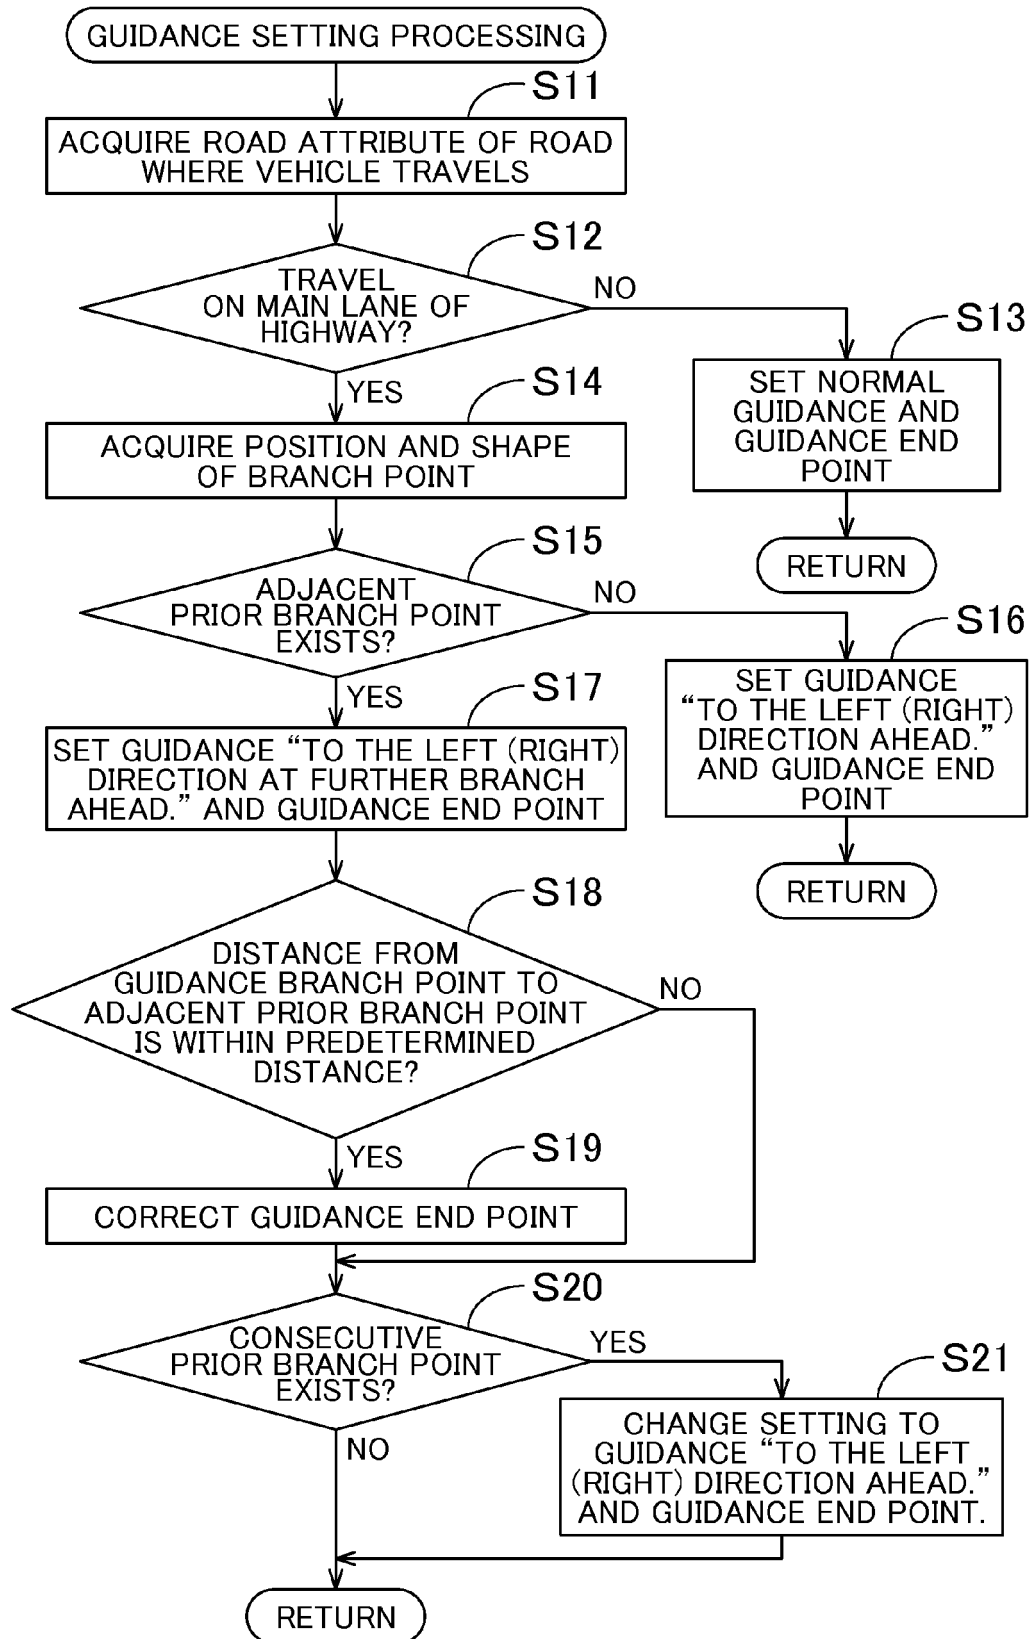 GUIDANCE SETTING PROCESSING
S11
ACQUIRE ROAD ATTRIBUTE OF ROAD
WHERE VEHICLE TRAVELS
S12
TRAVEL
ON MAIN LANE OF
HIGHWAY?
NO
S13
SET NORMAL
GUIDANCE AND
GUIDANCE END
POINT
RETURN
YES
S14
ACQUIRE POSITION AND SHAPE
OF BRANCH POINT
S15
ADJACENT
PRIOR BRANCH POINT
EXISTS?
NO
S16
SET GUIDANCE
“TO THE LEFT (RIGHT)
DIRECTION AHEAD.”
AND GUIDANCE END
POINT
RETURN
YES
S17
SET GUIDANCE “TO THE LEFT (RIGHT)
DIRECTION AT FURTHER BRANCH
AHEAD.” AND GUIDANCE END POINT
S18
DISTANCE FROM
GUIDANCE BRANCH POINT TO
ADJACENT PRIOR BRANCH POINT
IS WITHIN PREDETERMINED
DISTANCE?
NO
YES
S19
CORRECT GUIDANCE END POINT
S20
CONSECUTIVE
PRIOR BRANCH POINT
EXISTS?
YES
S21
CHANGE SETTING TO
GUIDANCE “TO THE LEFT
(RIGHT) DIRECTION AHEAD.”
AND GUIDANCE END POINT.
NO
RETURN